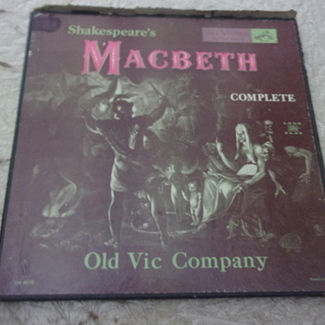 Shakespeare's
MACBETH
COMPLETE
Old Vic Company